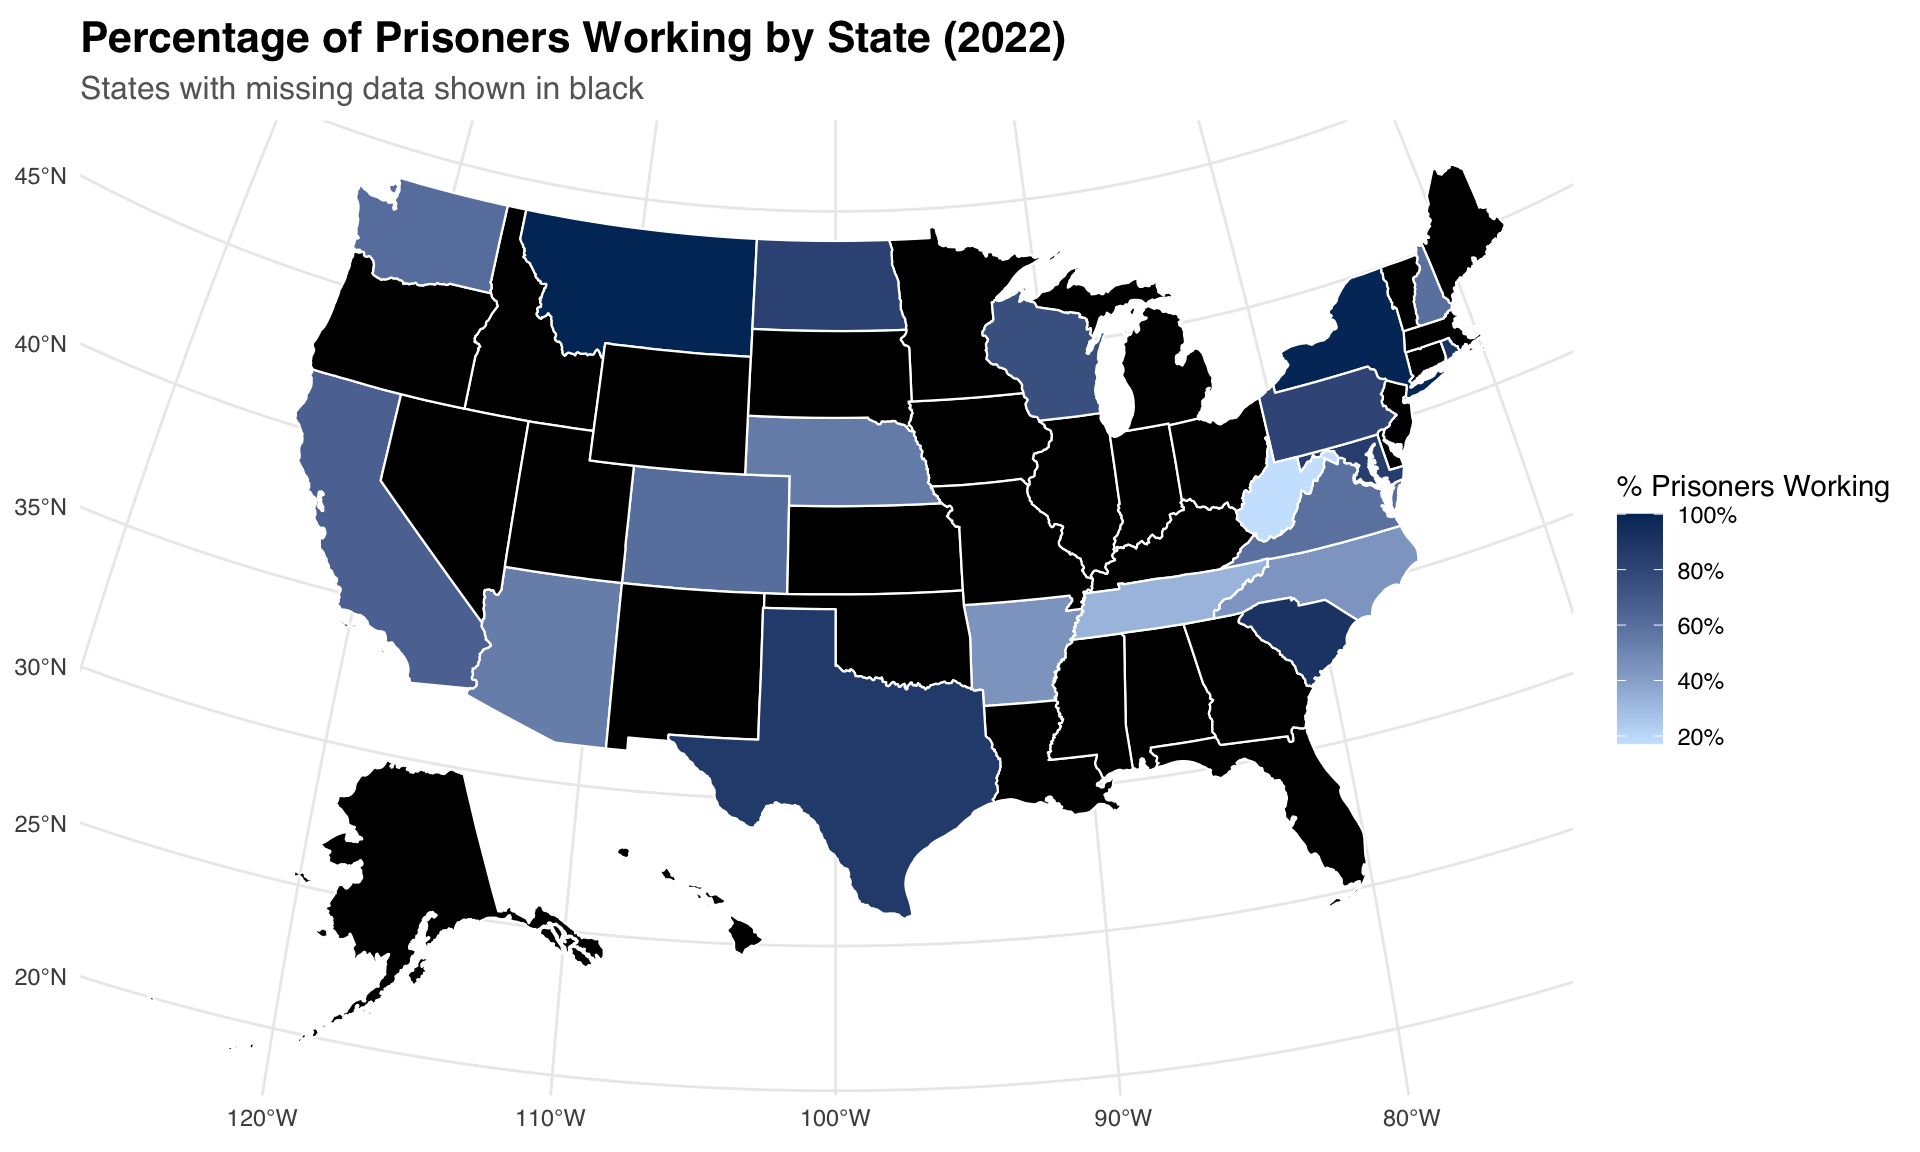 Percentage of Prisoners Working by State (2022)
States with missing data shown in black
45°N
40°N
35°N
30°N
25°N
20°N
120°W
110°W
100°W
90°W
80°W
% Prisoners Working
100%
80%
60%
40%
20%